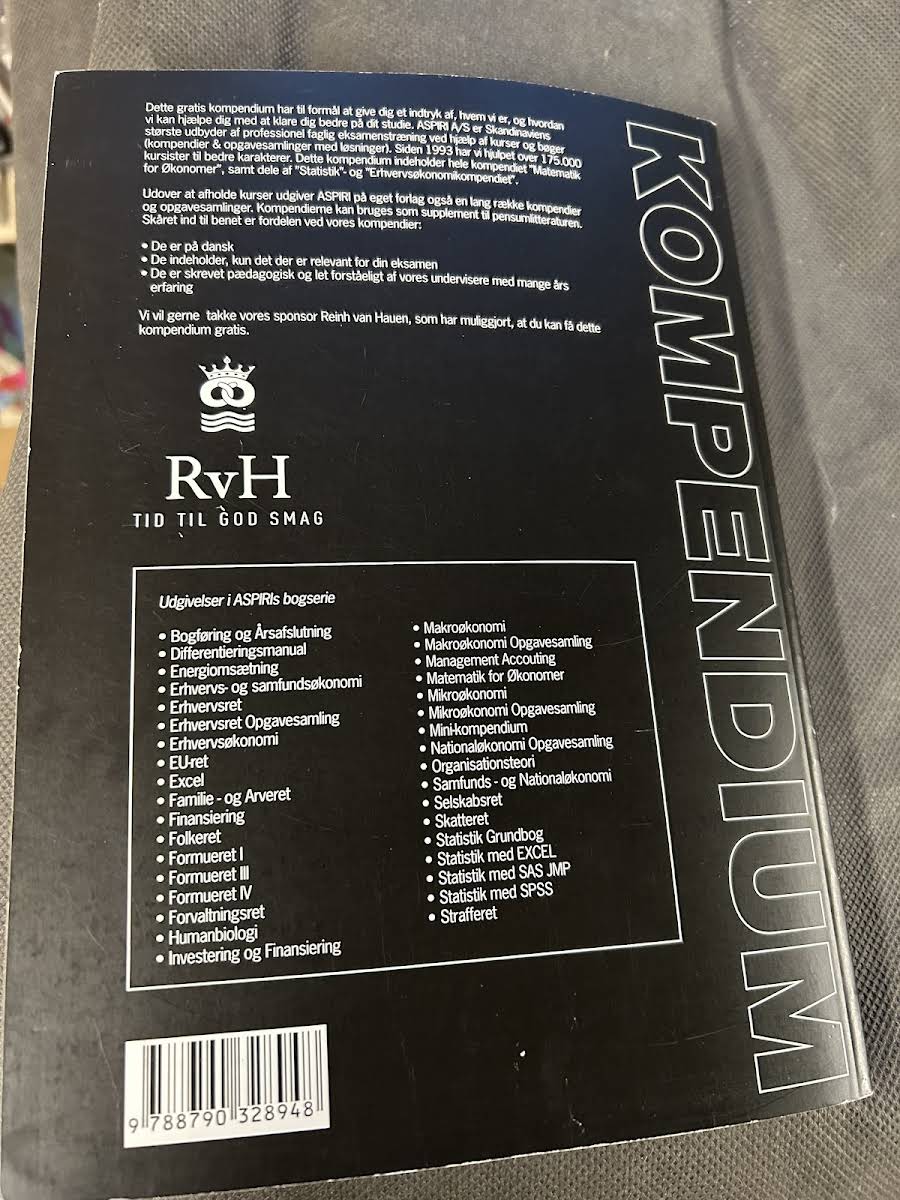 Dette gratis kompendium har til formål at give dig et indtryk af, hvem vi er, og hvordan
vi kan hjælpe dig med at klare dig bedre på dit studie. ASPIRI A/S er Skandinaviens
største udbyder af professionel faglig eksamenstræning ved hjælp af kurser og bøger
(kompendier & opgavesamlinger med løsninger). Siden 1993 har vi hjulpet over 175.000
kursister til bedre karakterer. Dette kompendium indeholder hele kompendiet "Matematik
for Økonomer", samt dele af "Statistik"- og "Erhvervsøkonomikompendiet".
Udover at afholde kurser udgiver ASPIRI på eget forlag også en lang række kompendier
og opgavesamlinger. Kompendierne kan bruges som supplement til pensumlitteraturen.
Skåret ind til benet er fordelen ved vores kompendier:
• De er på dansk
• De indeholder, kun det der er relevant for din eksamen
• De er skrevet pædagogisk og let forståeligt af vores undervisere med mange års
erfaring
Vi vil gerne takke vores sponsor Reinh van Hauen, som har muliggjort, at du kan få dette
kompendium gratis.
RvH
TID TIL GOD SMAG
Udgivelser i ASPIRIs bogserie
• Bogføring og Årsafslutning
• Differentieringsmanual
• Energiomsætning
• Erhvervs- og samfundsøkonomi
• Erhvervsret
• Erhvervsret Opgavesamling
• Erhvervsøkonomi
• EU-ret
• Excel
• Familie - og Arveret
• Finansiering
• Folkeret
• Formueret I
• Formueret III
• Formueret IV
• Forvaltningsret
• Humanbiologi
• Investering og Finansiering
• Makroøkonomi
• Makroøkonomi Opgavesamling
• Management Accouting
• Matematik for Økonomer
• Mikroøkonomi
• Mikroøkonomi Opgavesamling
• Mini-kompendium
• Nationaløkonomi Opgavesamling
• Organisationsteori
• Samfunds - og Nationaløkonomi
• Selskabsret
• Skatteret
• Statistik Grundbog
• Statistik med EXCEL
• Statistik med SAS JMP
• Statistik med SPSS
• Strafferet
KOMPENDIUM
9 788790 328948